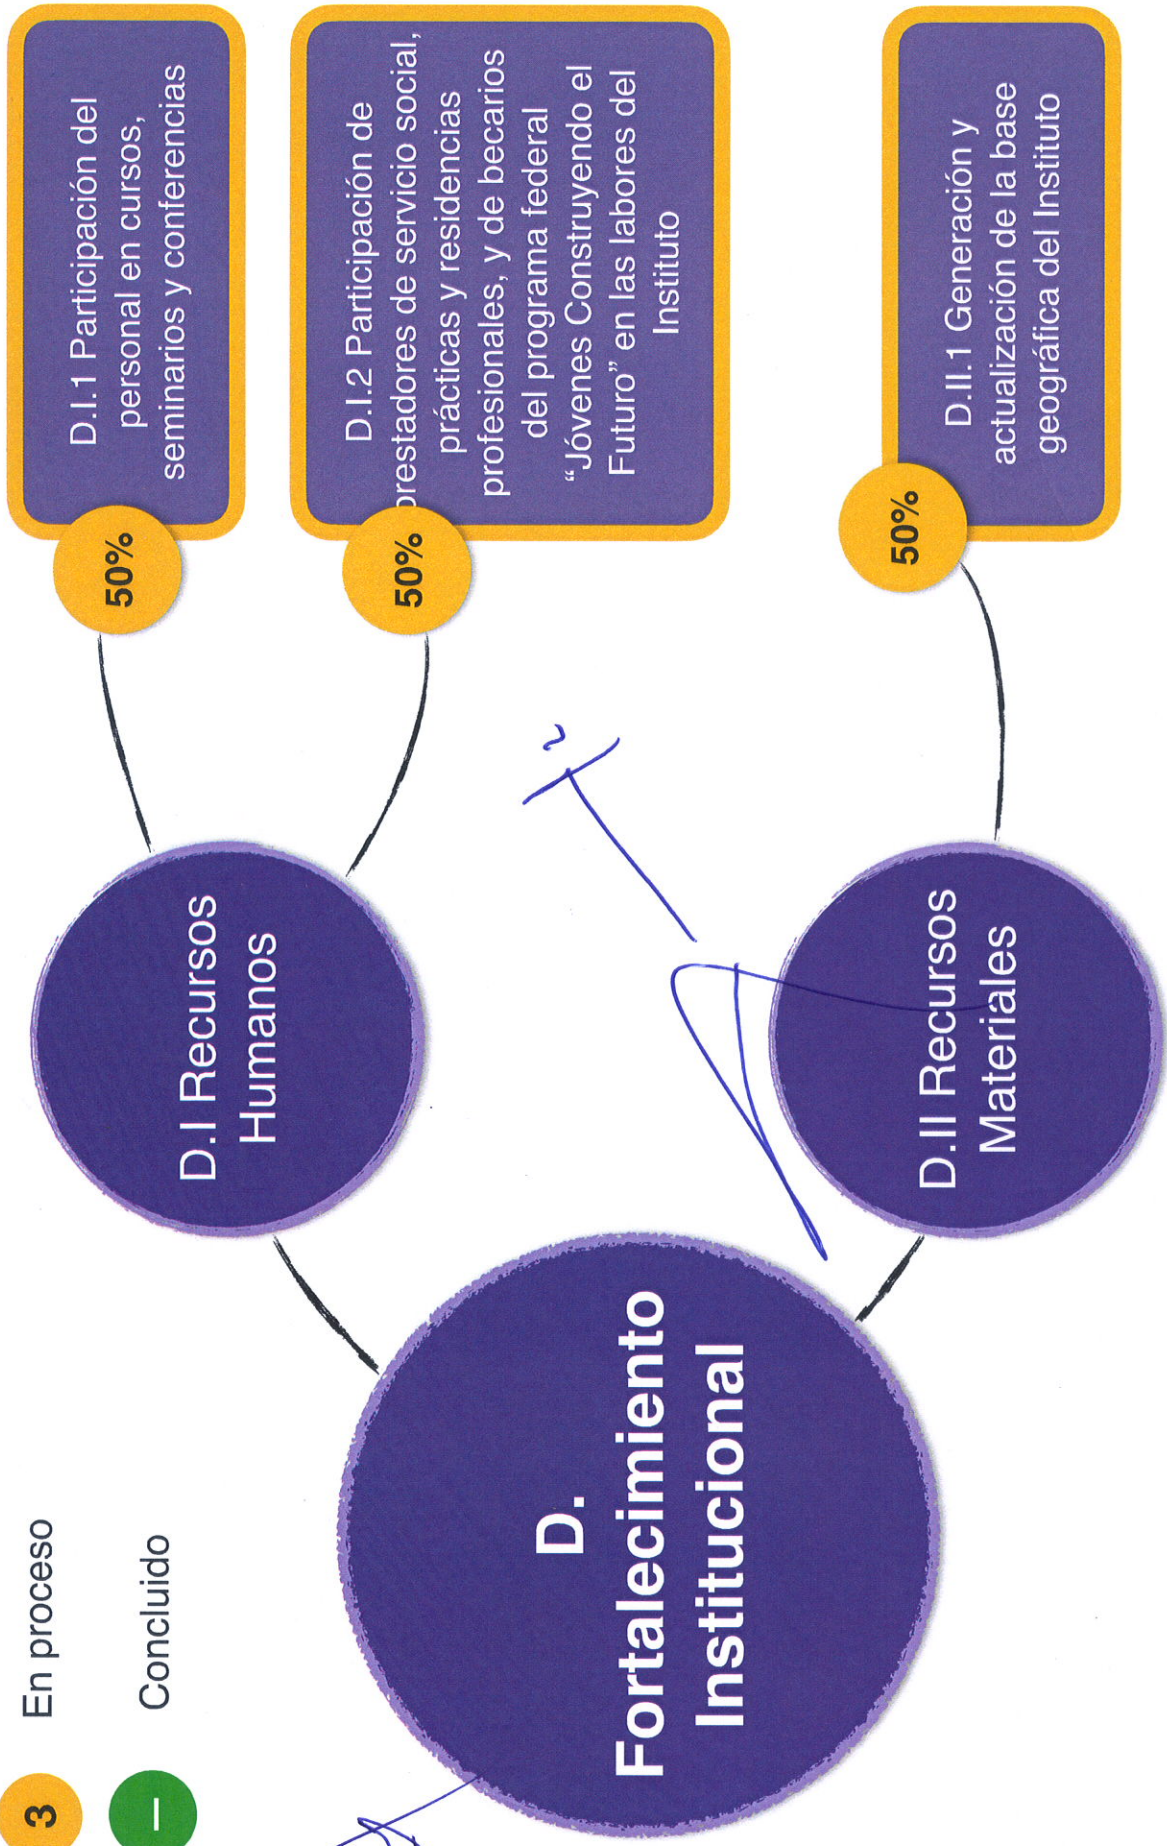 3 En proceso
– Concluido
D.
Fortalecimiento
Institucional
D.I Recursos
Humanos
50%
D.I.1 Participación del
personal en cursos,
seminarios y conferencias
50%
D.I.2 Participación de
prestadores de servicio social,
prácticas y residencias
profesionales, y de becarios
del programa federal
“Jóvenes Construyendo el
Futuro” en las labores del
Instituto
D.II Recursos
Materiales
50%
D.II.1 Generación y
actualización de la base
geográfica del Instituto